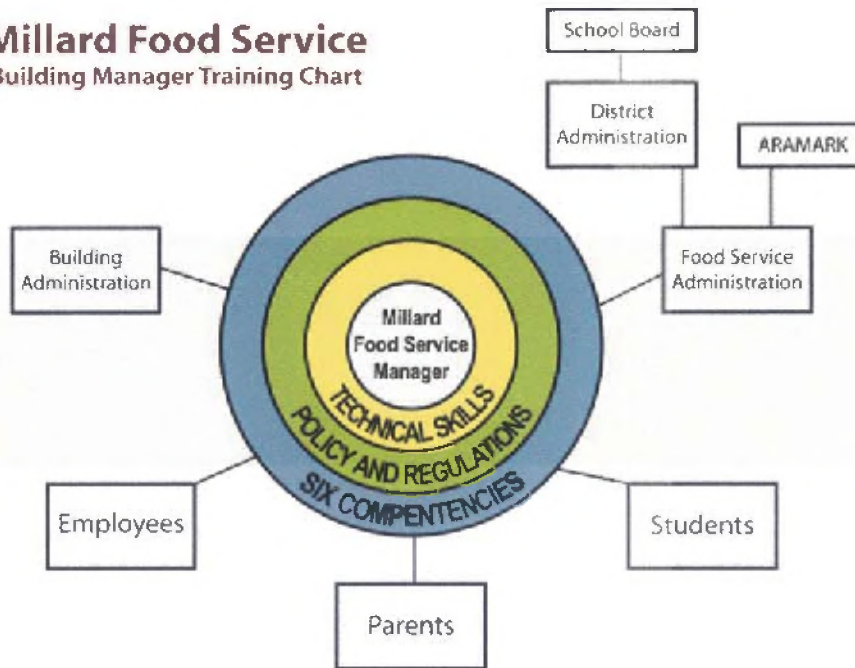 Millard Food Service
Building Manager Training Chart
School Board
District
Administration
ARAMARK
Building
Administration
Food Service
Administration
Millard
Food Service
Manager
TECHNICAL SKILLS
POLICY AND REGULATIONS
SIX COMPENTENCIES
Employees
Students
Parents